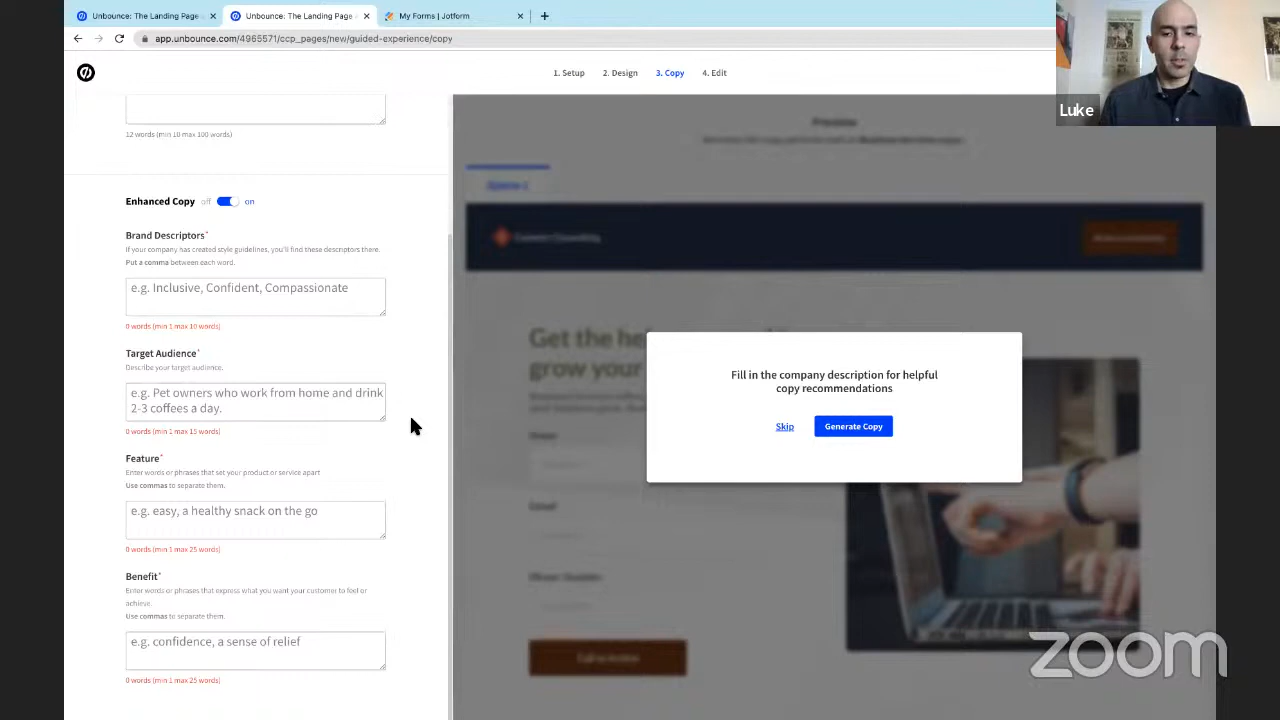 Unbounce: The Landing Page
Unbounce: The Landing Page
My Forms | Jotform
app.unbounce.com/4965571/ccp_pages/new/guided-experience/copy
1. Setup
2. Design
3. Copy
4. Edit
Luke
12 words (min 10 max 100 words)
Preview
Enhanced Copy off on
Brand Descriptors*
If your company has created style guidelines, you'll find these descriptors there.
Put a comma between each word.
e.g. Inclusive, Confident, Compassionate
0 words (min 1 max 10 words)
Target Audience*
Describe your target audience.
e.g. Pet owners who work from home and drink
2-3 coffees a day.
0 words (min 1 max 15 words)
Feature*
Enter words or phrases that set your product or service apart
Use commas to separate them.
e.g. easy, a healthy snack on the go
0 words (min 1 max 25 words)
Benefit*
Enter words or phrases that express what you want your customer to feel or
achieve.
Use commas to separate them.
e.g. confidence, a sense of relief
0 words (min 1 max 25 words)
Get the
grow your
Fill in the company description for helpful
copy recommendations
Skip
Generate Copy
Name
Email
Phone Number
Call to Action
zoom